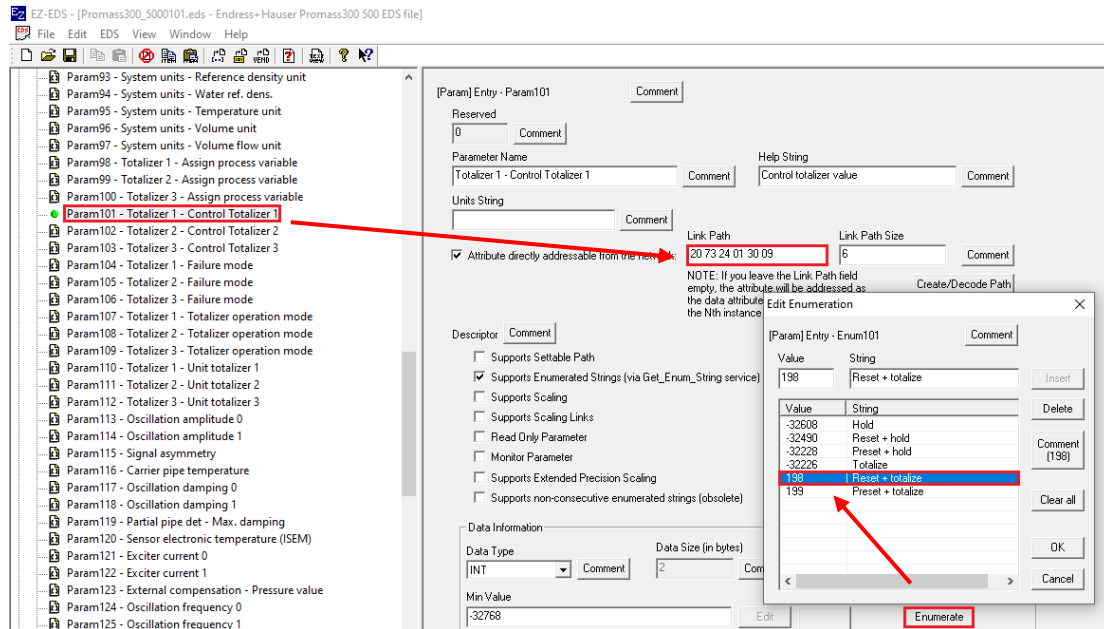 EZ-EDS - [Promass300_5000101.eds - Endress+Hauser Promass300 500 EDS file]
File Edit EDS View Window Help
Param93 - System units - Reference density unit
Param94 - System units - Water ref. dens.
Param95 - System units - Temperature unit
Param96 - System units - Volume unit
Param97 - System units - Volume flow unit
Param98 - Totalizer 1 - Assign process variable
Param99 - Totalizer 2 - Assign process variable
Param100 - Totalizer 3 - Assign process variable
Param101 - Totalizer 1 - Control Totalizer 1
Param102 - Totalizer 2 - Control Totalizer 2
Param103 - Totalizer 3 - Control Totalizer 3
Param104 - Totalizer 1 - Failure mode
Param105 - Totalizer 2 - Failure mode
Param106 - Totalizer 3 - Failure mode
Param107 - Totalizer 1 - Totalizer operation mode
Param108 - Totalizer 2 - Totalizer operation mode
Param109 - Totalizer 3 - Totalizer operation mode
Param110 - Totalizer 1 - Unit totalizer 1
Param111 - Totalizer 2 - Unit totalizer 2
Param112 - Totalizer 3 - Unit totalizer 3
Param113 - Oscillation amplitude 0
Param114 - Oscillation amplitude 1
Param115 - Signal asymmetry
Param116 - Carrier pipe temperature
Param117 - Oscillation damping 0
Param118 - Oscillation damping 1
Param119 - Partial pipe det - Max. damping
Param120 - Sensor electronic temperature (ISEM)
Param121 - Exciter current 0
Param122 - Exciter current 1
Param123 - External compensation - Pressure value
Param124 - Oscillation frequency 0
Param125 - Oscillation frequency 1
[Param] Entry - Param101 Comment
Reserved
0 Comment
Parameter Name Help String
Totalizer 1 - Control Totalizer 1 Comment Control totalizer value Comment
Units String
Comment
Link Path Link Path Size
Attribute directly addressable from the network: 20 73 24 01 30 09 6 Comment
NOTE: If you leave the Link Path field
empty, the attribute will be addressed as
the data attribute
the Nth instance
Create/Decode Path
Descriptor Comment
Supports Settable Path
Supports Enumerated Strings (via Get_Enum_String service)
Supports Scaling
Supports Scaling Links
Read Only Parameter
Monitor Parameter
Supports Extended Precision Scaling
Supports non-consecutive enumerated strings (obsolete)
Data Information
Data Type Data Size (in bytes)
INT Comment 2 Com
Min Value
-32768 Edit
Enumerate
Edit Enumeration
[Param] Entry - Enum101 Comment
Value String
198 Reset + totalize Insert
Value String
-32608 Hold
-32490 Reset + hold
-32228 Preset + hold
-32226 Totalize
198 Reset + totalize
199 Preset + totalize
Delete
Comment
(198)
Clear all
OK
Cancel